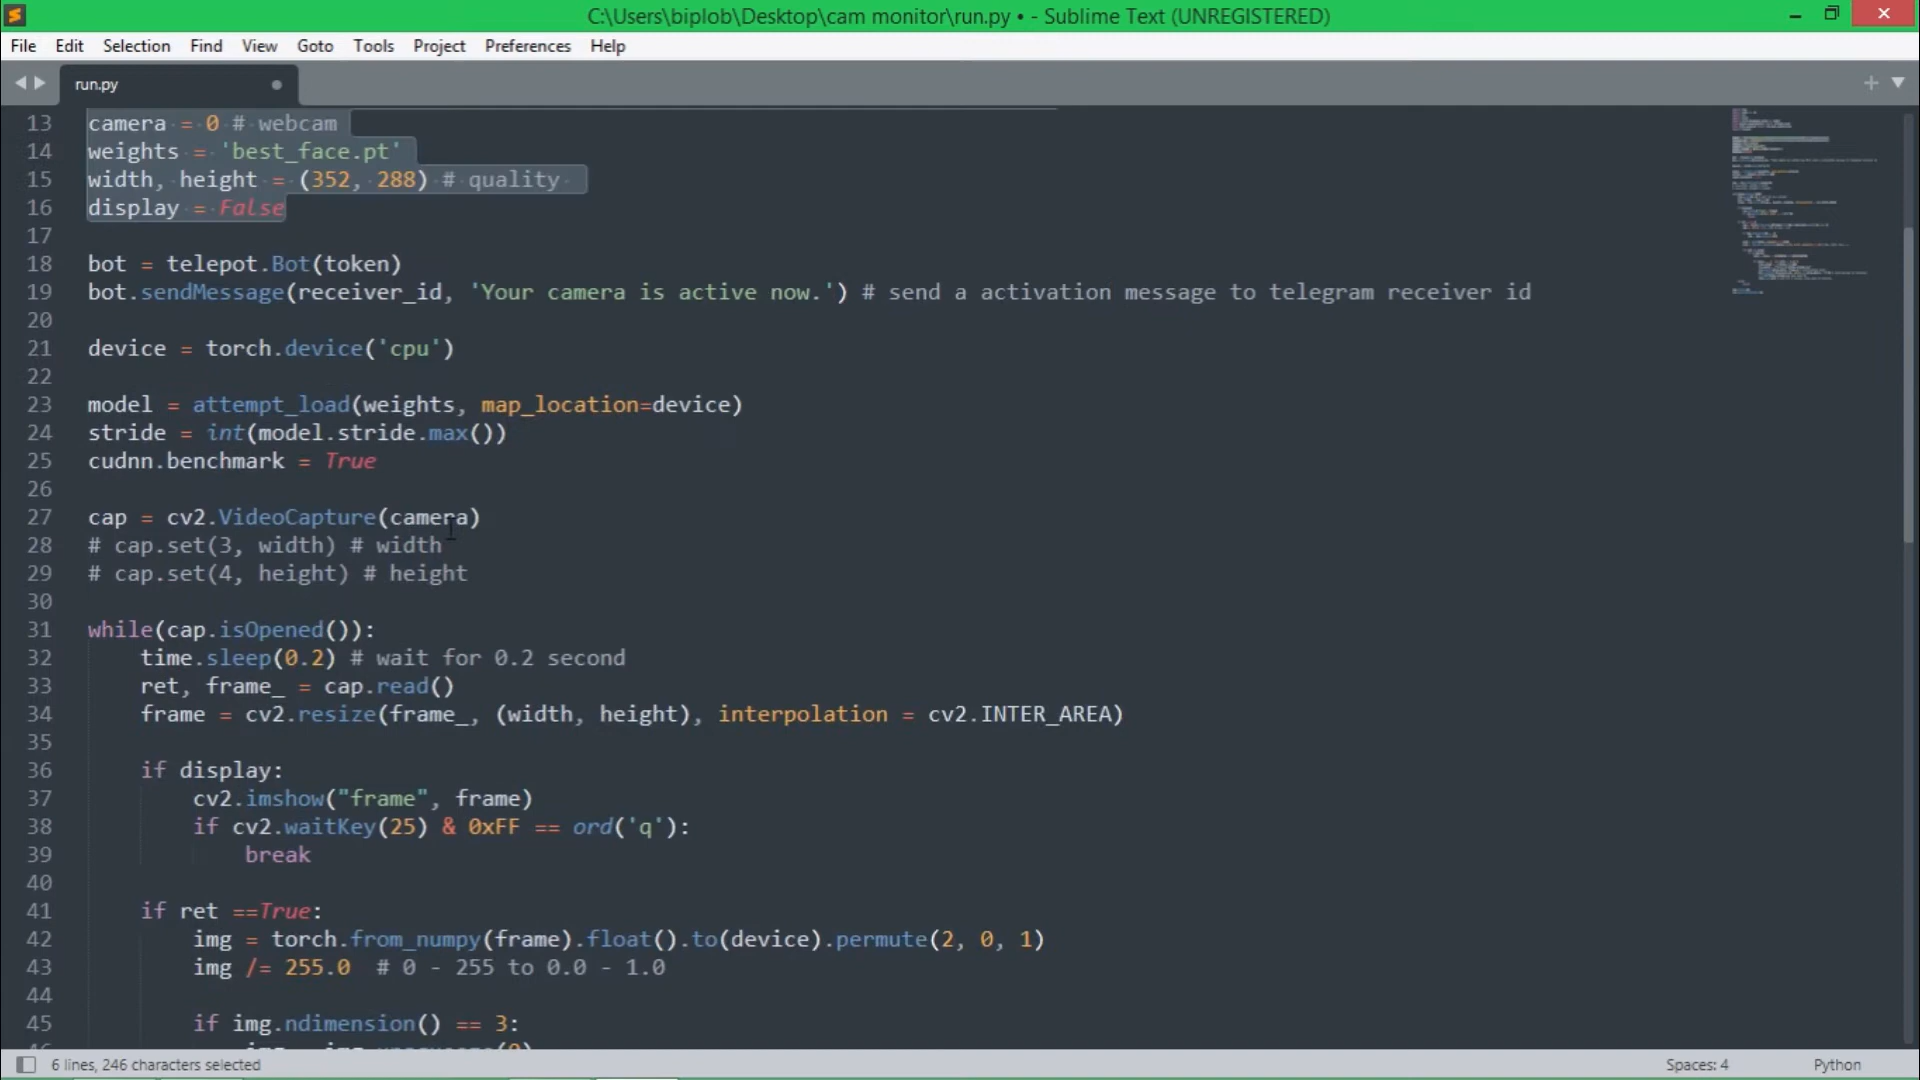 C:\Users\biplob\Desktop\cam monitor\run.py • - Sublime Text (UNREGISTERED)
File Edit Selection Find View Goto Tools Project Preferences Help
run.py
13 camera = 0 # webcam
14 weights = 'best_face.pt'
15 width, height = (352, 288) # quality
16 display = False
17
18 bot = telepot.Bot(token)
19 bot.sendMessage(receiver_id, 'Your camera is active now.') # send a activation message to telegram receiver id
20
21 device = torch.device('cpu')
22
23 model = attempt_load(weights, map_location=device)
24 stride = int(model.stride.max())
25 cudnn.benchmark = True
26
27 cap = cv2.VideoCapture(camera)
28 # cap.set(3, width) # width
29 # cap.set(4, height) # height
30
31 while(cap.isOpened()):
32 time.sleep(0.2) # wait for 0.2 second
33 ret, frame_ = cap.read()
34 frame = cv2.resize(frame_, (width, height), interpolation = cv2.INTER_AREA)
35
36 if display:
37 cv2.imshow("frame", frame)
38 if cv2.waitKey(25) & 0xFF == ord('q'):
39 break
40
41 if ret ==True:
42 img = torch.from_numpy(frame).float().to(device).permute(2, 0, 1)
43 img /= 255.0 # 0 - 255 to 0.0 - 1.0
44
45 if img.ndimension() == 3:
6 lines, 246 characters selected
Spaces: 4 Python